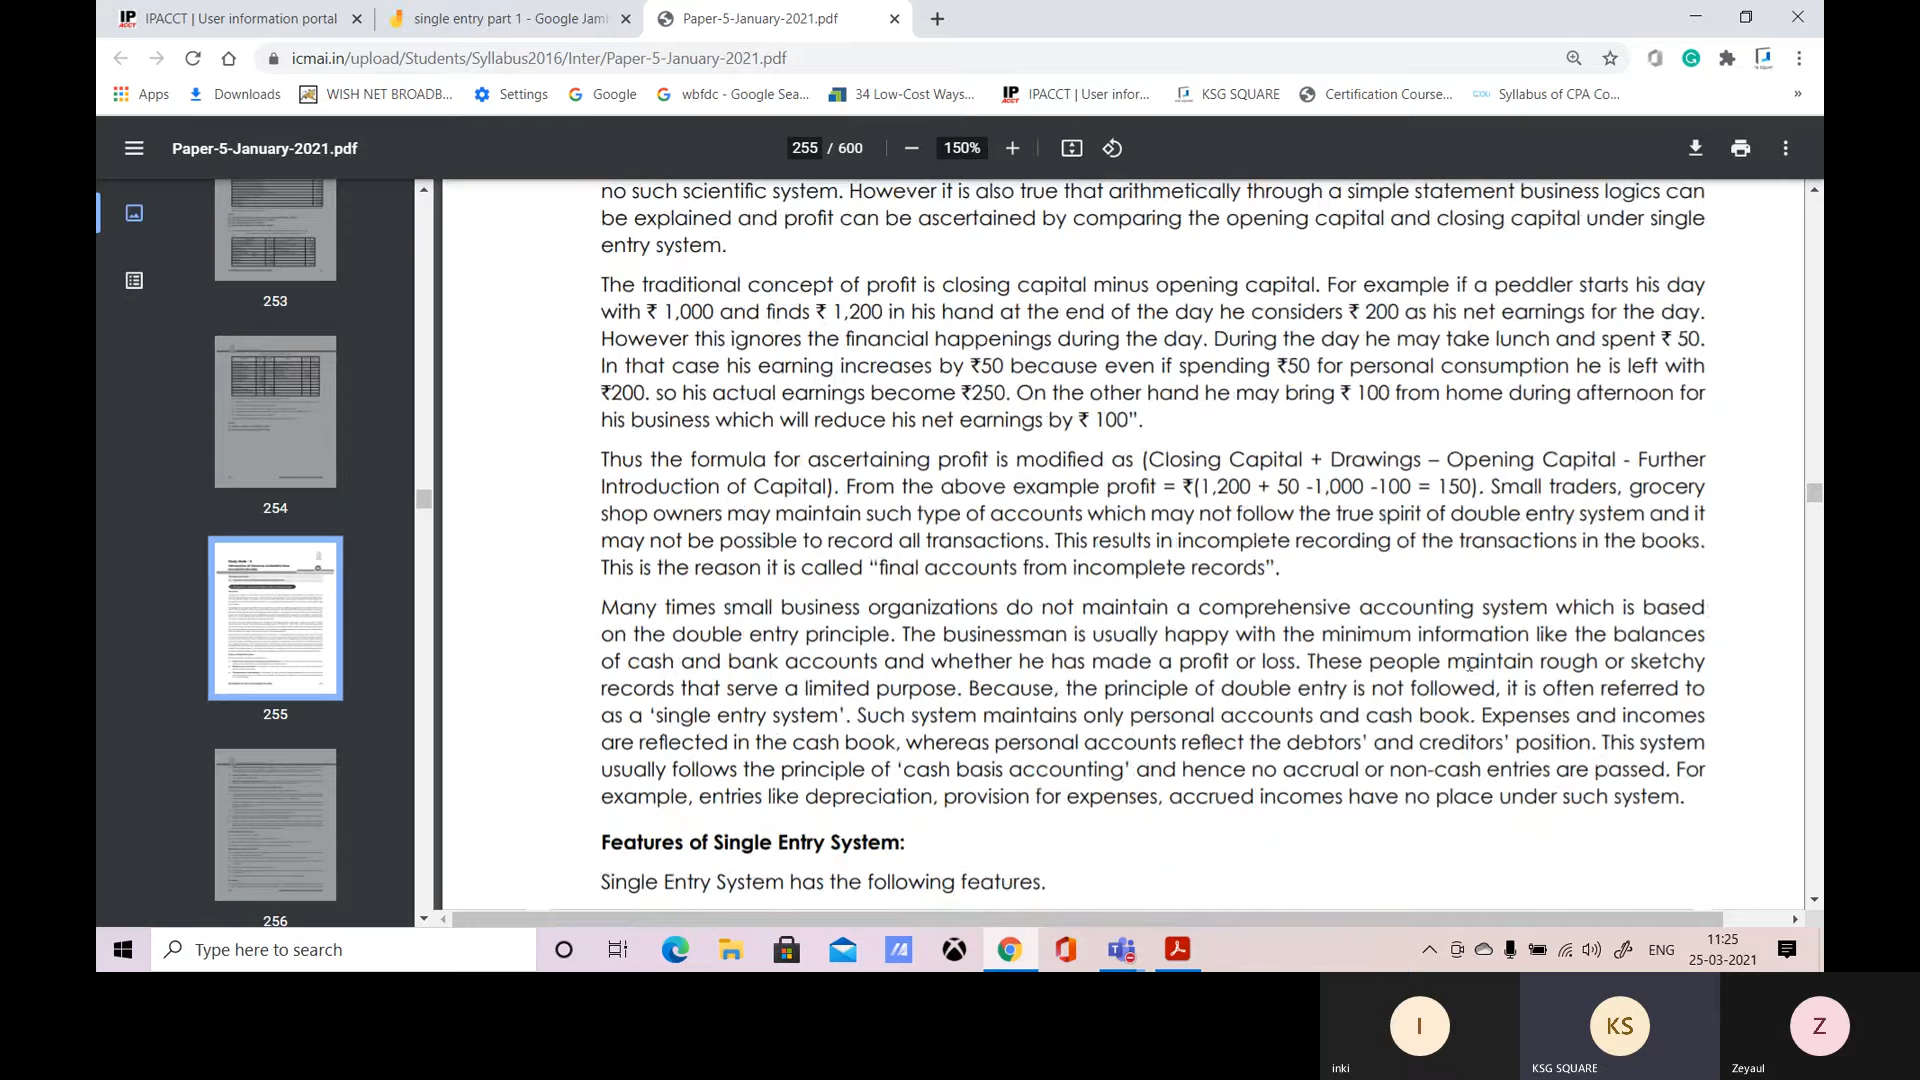 IPACCT | User information portal
single entry part 1 - Google Jaml
Paper-5-January-2021.pdf
icmai.in/upload/Students/Syllabus2016/Inter/Paper-5-January-2021.pdf
Apps
Downloads
WISH NET BROADB...
Settings
Google
wbfdc - Google Sea...
34 Low-Cost Ways...
IPACCT | User infor...
KSG SQUARE
Certification Course...
Syllabus of CPA Co...
Paper-5-January-2021.pdf
255 / 600
150%
253
254
255
256
no such scientific system. However it is also true that arithmetically through a simple statement business logics can
be explained and profit can be ascertained by comparing the opening capital and closing capital under single
entry system.
The traditional concept of profit is closing capital minus opening capital. For example if a peddler starts his day
with ₹ 1,000 and finds ₹ 1,200 in his hand at the end of the day he considers ₹ 200 as his net earnings for the day.
However this ignores the financial happenings during the day. During the day he may take lunch and spent ₹ 50.
In that case his earning increases by ₹50 because even if spending ₹50 for personal consumption he is left with
₹200. so his actual earnings become ₹250. On the other hand he may bring ₹ 100 from home during afternoon for
his business which will reduce his net earnings by ₹ 100”.
Thus the formula for ascertaining profit is modified as (Closing Capital + Drawings – Opening Capital - Further
Introduction of Capital). From the above example profit = ₹(1,200 + 50 -1,000 -100 = 150). Small traders, grocery
shop owners may maintain such type of accounts which may not follow the true spirit of double entry system and it
may not be possible to record all transactions. This results in incomplete recording of the transactions in the books.
This is the reason it is called “final accounts from incomplete records”.
Many times small business organizations do not maintain a comprehensive accounting system which is based
on the double entry principle. The businessman is usually happy with the minimum information like the balances
of cash and bank accounts and whether he has made a profit or loss. These people maintain rough or sketchy
records that serve a limited purpose. Because, the principle of double entry is not followed, it is often referred to
as a ‘single entry system’. Such system maintains only personal accounts and cash book. Expenses and incomes
are reflected in the cash book, whereas personal accounts reflect the debtors’ and creditors’ position. This system
usually follows the principle of ‘cash basis accounting’ and hence no accrual or non-cash entries are passed. For
example, entries like depreciation, provision for expenses, accrued incomes have no place under such system.
Features of Single Entry System:
Single Entry System has the following features.
Type here to search
ENG
11:25
25-03-2021
I
KS
Z
inki
KSG SQUARE
Zeyaul